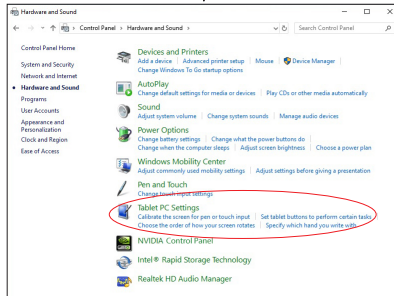 Hardware and Sound
Control Panel > Hardware and Sound >
Search Control Panel
Control Panel Home
System and Security
Network and Internet
Hardware and Sound
Programs
User Accounts
Appearance and
Personalization
Clock and Region
Ease of Access
Devices and Printers
Add a device | Advanced printer setup | Mouse | Device Manager |
Change Windows To Go startup options
AutoPlay
Change default settings for media or devices | Play CDs or other media automatically
Sound
Adjust system volume | Change system sounds | Manage audio devices
Power Options
Change battery settings | Change what the power buttons do |
Change when the computer sleeps | Adjust screen brightness | Choose a power plan
Windows Mobility Center
Adjust commonly used mobility settings | Adjust settings before giving a presentation
Pen and Touch
Change touch input settings
Tablet PC Settings
Calibrate the screen for pen or touch input | Set tablet buttons to perform certain tasks
Choose the order of how your screen rotates | Specify which hand you write with
NVIDIA Control Panel
Intel® Rapid Storage Technology
Realtek HD Audio Manager